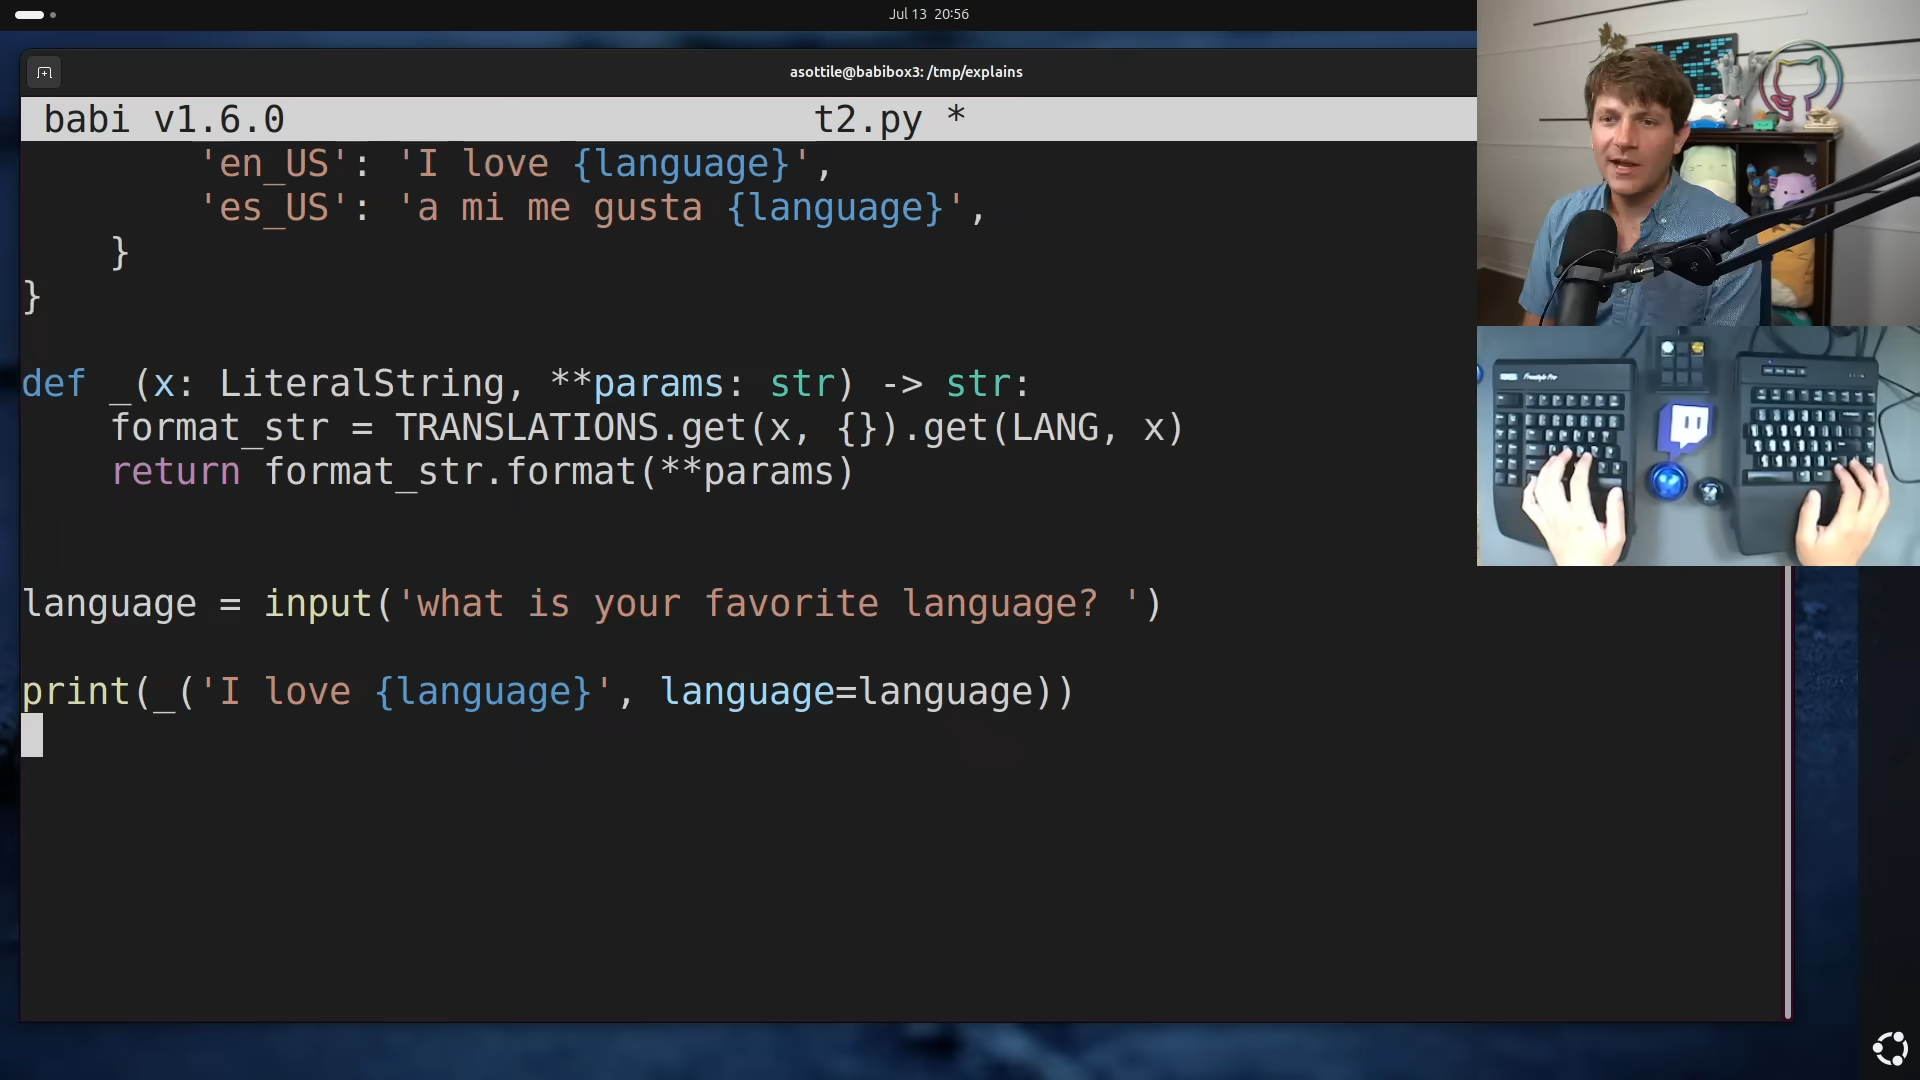 Jul 13 20:56
asottile@babibox3: /tmp/explains
babi v1.6.0 t2.py *
'en_US': 'I love {language}',
'es_US': 'a mi me gusta {language}',
}
}
def _(x: LiteralString, **params: str) -> str:
format_str = TRANSLATIONS.get(x, {}).get(LANG, x)
return format_str.format(**params)
language = input('what is your favorite language? ')
print(_('I love {language}', language=language))